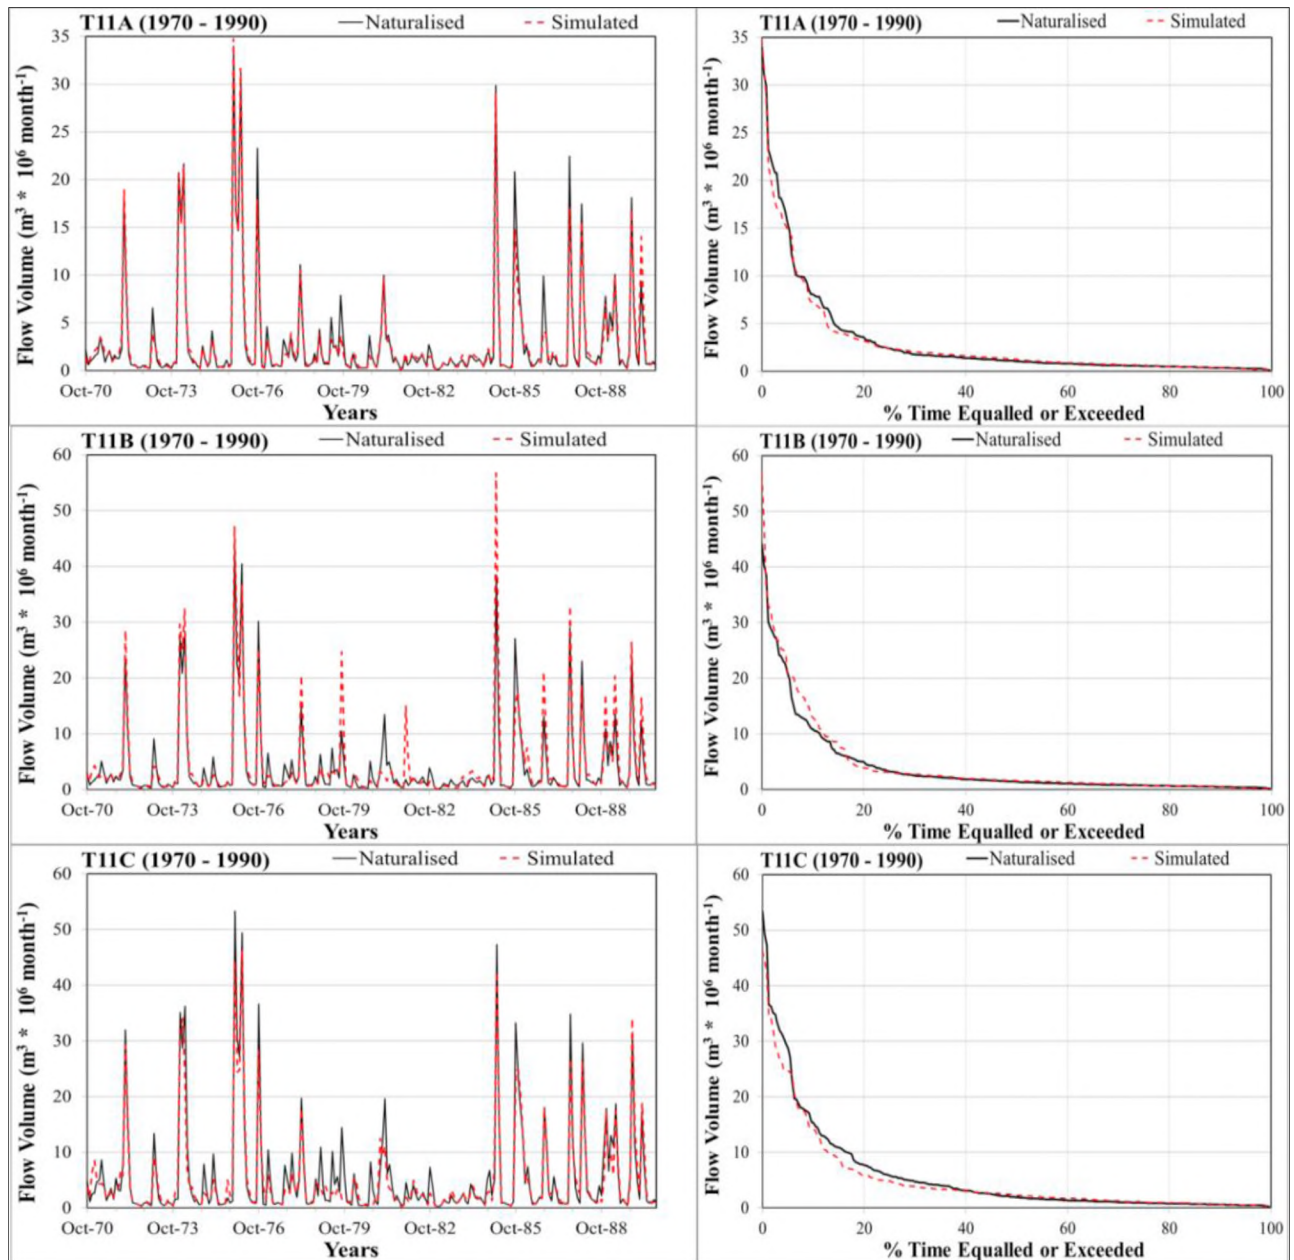 T11A (1970 - 1990) Naturalised Simulated
Flow Volume (m³ * 10⁶ month⁻¹)
35
30
25
20
15
10
5
0
Oct-70 Oct-73 Oct-76 Oct-79 Oct-82 Oct-85 Oct-88
Years
T11A (1970 - 1990) Naturalised Simulated
Flow Volume (m³ * 10⁶ month⁻¹)
35
30
25
20
15
10
5
0
0 20 40 60 80 100
% Time Equalled or Exceeded
T11B (1970 - 1990) Naturalised Simulated
Flow Volume (m³ * 10⁶ month⁻¹)
60
50
40
30
20
10
0
Oct-70 Oct-73 Oct-76 Oct-79 Oct-82 Oct-85 Oct-88
Years
T11B (1970 - 1990) Naturalised Simulated
Flow Volume (m³ * 10⁶ month⁻¹)
60
50
40
30
20
10
0
0 20 40 60 80 100
% Time Equalled or Exceeded
T11C (1970 - 1990) Naturalised Simulated
Flow Volume (m³ * 10⁶ month⁻¹)
60
50
40
30
20
10
0
Oct-70 Oct-73 Oct-76 Oct-79 Oct-82 Oct-85 Oct-88
Years
T11C (1970 - 1990) Naturalised Simulated
Flow Volume (m³ * 10⁶ month⁻¹)
60
50
40
30
20
10
0
0 20 40 60 80 100
% Time Equalled or Exceeded